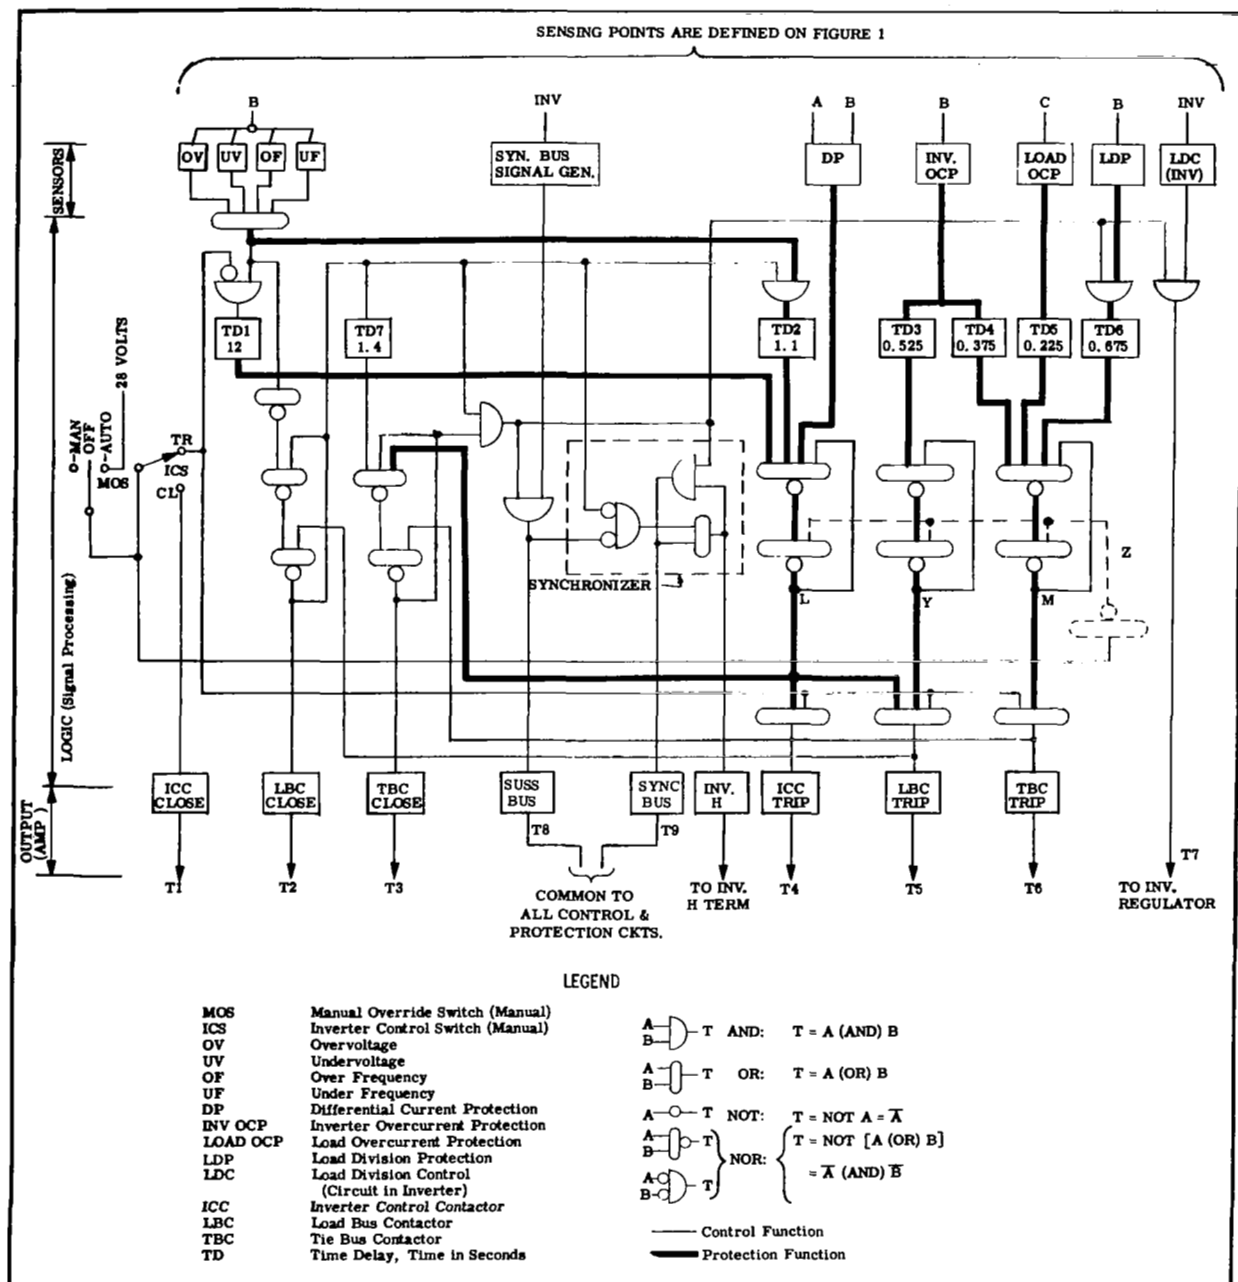 SENSING POINTS ARE DEFINED ON FIGURE 1
B
INV
A B
B
C
B
INV
SENSORS
OV
UV
OF
UF
SYN. BUS
SIGNAL GEN.
DP
INV.
OCP
LOAD
OCP
LDP
LDC
(INV)
LOGIC (Signal Processing)
28 VOLTS
O-MAN
OFF
O-AUTO
MOS
TR
ICS
CL
TD1
12
TD7
1.4
TD2
1.1
TD3
0.525
TD4
0.375
TD5
0.225
TD6
0.675
SYNCHRONIZER
L
Y
M
Z
OUTPUT
(AMP)
ICC
CLOSE
LBC
CLOSE
TBC
CLOSE
SUSS
BUS
SYNC
BUS
INV.
H
ICC
TRIP
LBC
TRIP
TBC
TRIP
T8
T9
T7
T1
T2
T3
COMMON TO
ALL CONTROL &
PROTECTION CKTS.
TO INV.
H TERM
T4
T5
T6
TO INV.
REGULATOR
LEGEND
MOS Manual Override Switch (Manual)
ICS Inverter Control Switch (Manual)
OV Overvoltage
UV Undervoltage
OF Over Frequency
UF Under Frequency
DP Differential Current Protection
INV OCP Inverter Overcurrent Protection
LOAD OCP Load Overcurrent Protection
LDP Load Division Protection
LDC Load Division Control
(Circuit in Inverter)
ICC Inverter Control Contactor
LBC Load Bus Contactor
TBC Tie Bus Contactor
TD Time Delay, Time in Seconds
A
B T AND: T = A (AND) B
A
B T OR: T = A (OR) B
A T NOT: T = NOT A = A̅
A
B T
NOR:
T = NOT [A (OR) B]
= A̅ (AND) B̅
A
B T
Control Function
Protection Function